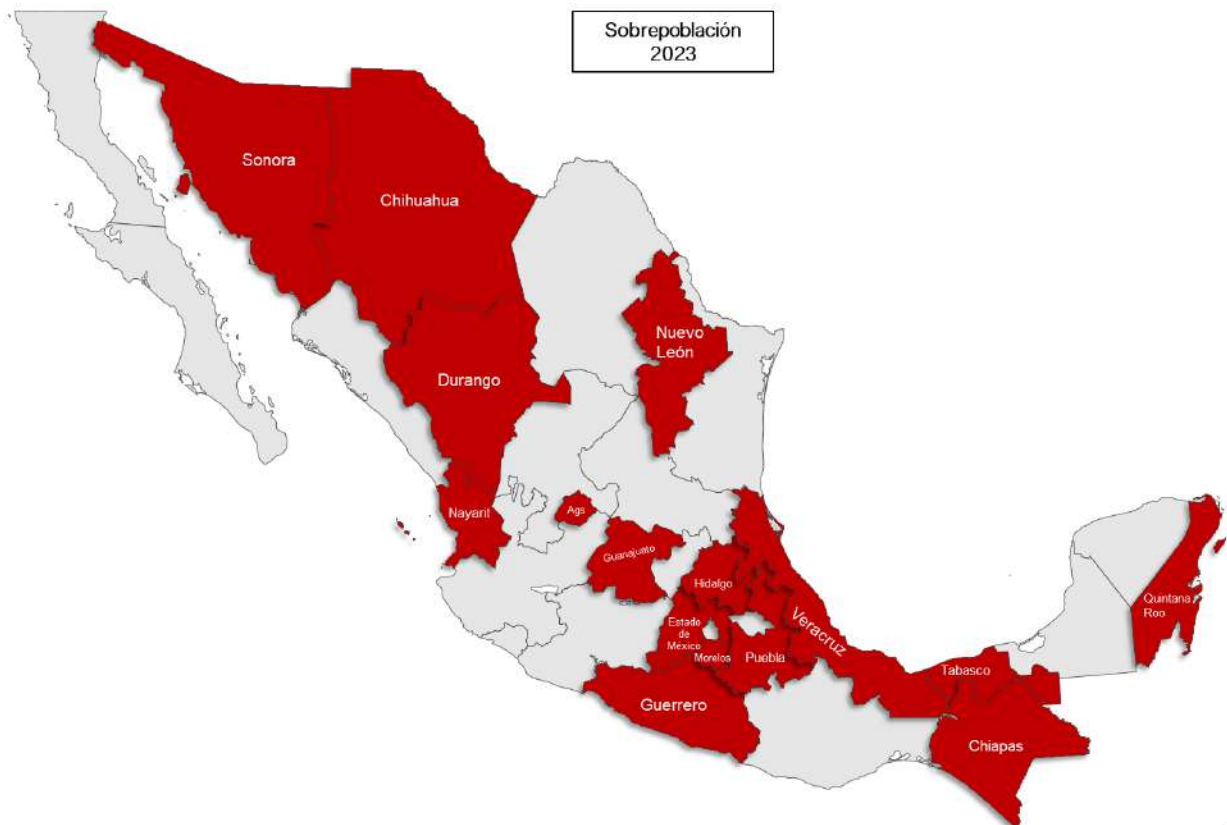 Sobrepoblación
2023
Sonora
Chihuahua
Nuevo
León
Durango
Nayarit
Ags
Guanajuato
Hidalgo
Estado
de
México
Morelos
Puebla
Veracruz
Quintana
Roo
Tabasco
Guerrero
Chiapas